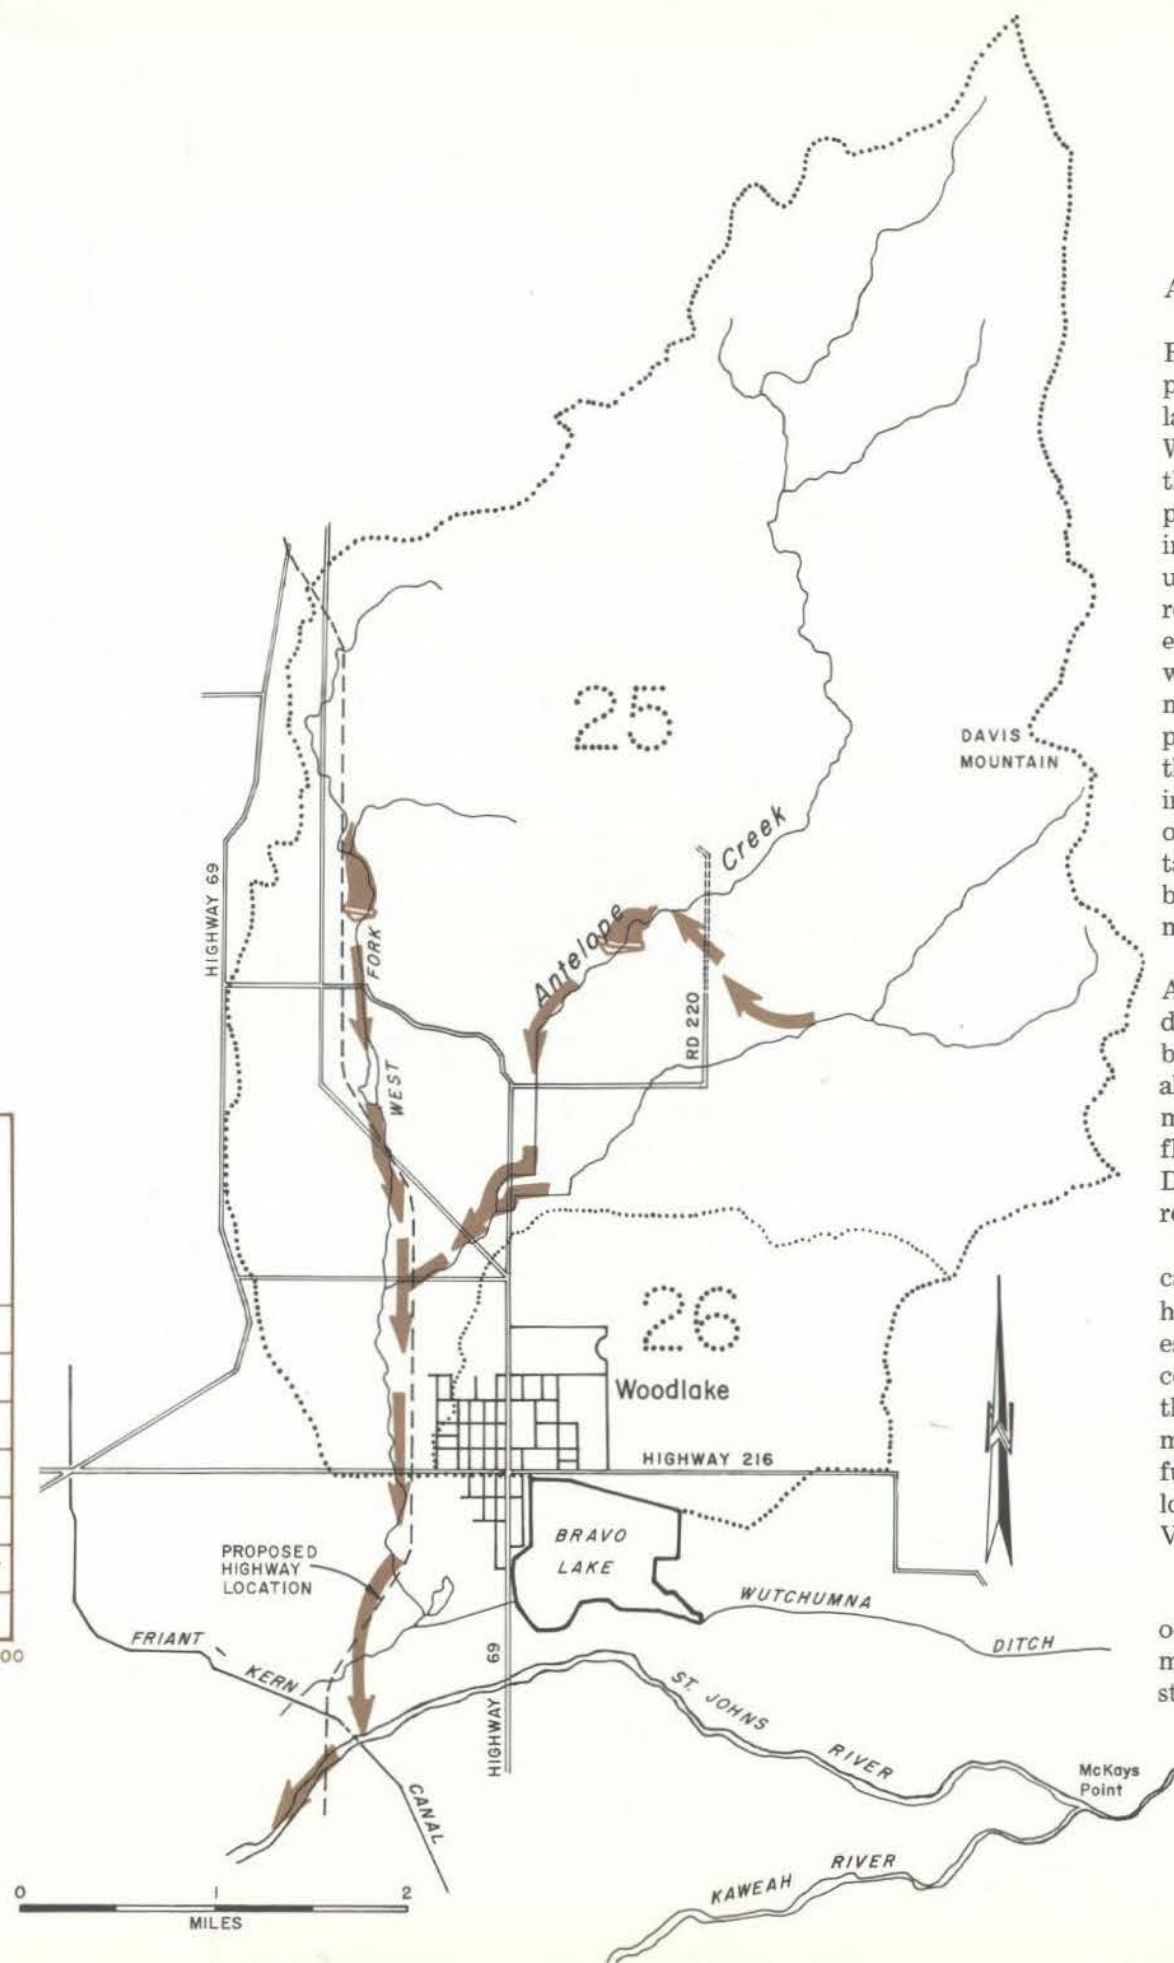 25
DAVIS
MOUNTAIN
Antelope Creek
HIGHWAY 69
WEST FORK
RD 220
26
Woodlake
HIGHWAY 216
BRAVO
LAKE
PROPOSED
HIGHWAY
LOCATION
WUTCHUMNA DITCH
FRIANT - KERN CANAL
HIGHWAY 69
ST. JOHNS RIVER
McKays
Point
KAWEAH RIVER
0 1 2
MILES
00